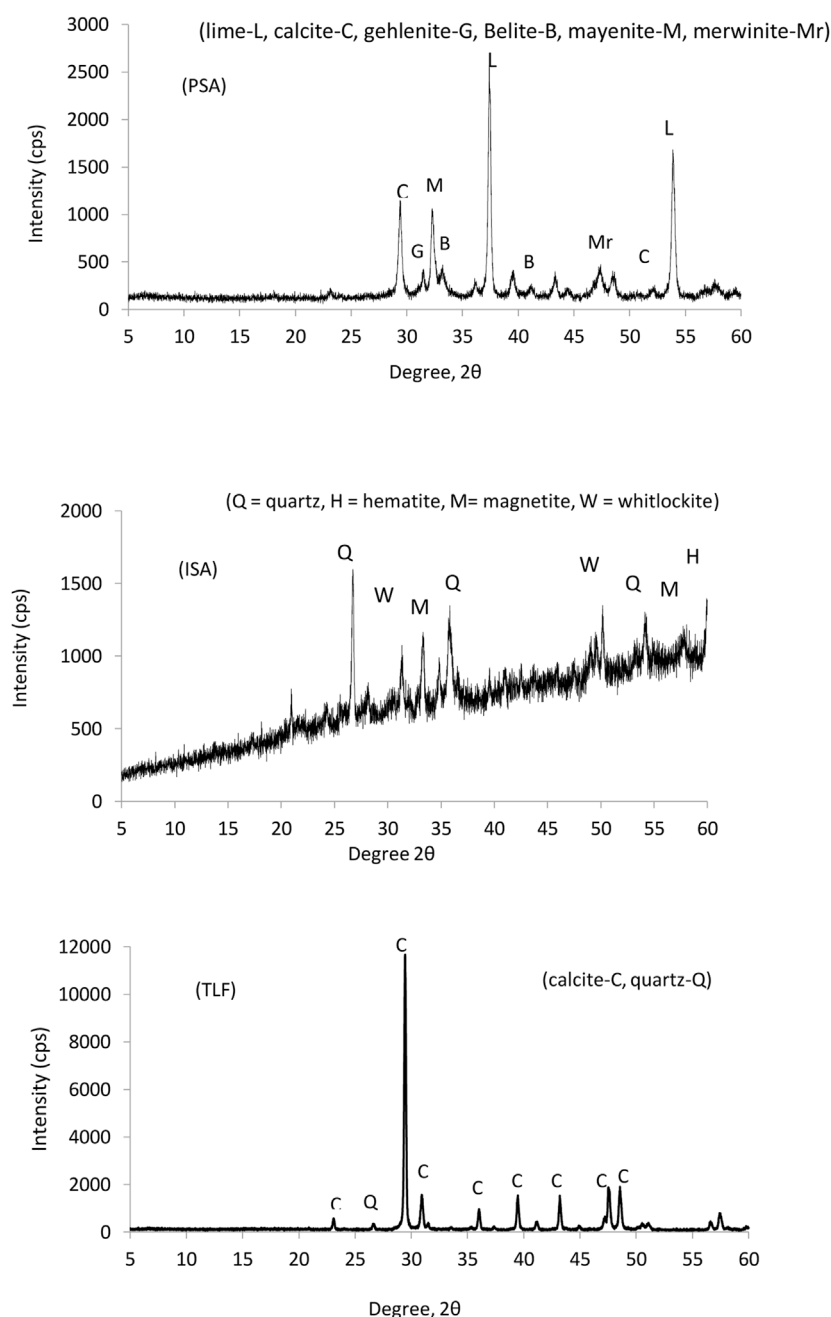 (lime-L, calcite-C, gehlenite-G, Belite-B, mayenite-M, merwinite-Mr)
3000
2500
2000
1500
1000
500
0
Intensity (cps)
(PSA)
C
G
M
B
L
B
Mr
C
L
5 10 15 20 25 30 35 40 45 50 55 60
Degree, 2θ
(Q = quartz, H = hematite, M= magnetite, W = whitlockite)
2000
1500
1000
500
0
Intensity (cps)
(ISA)
Q
W
M
Q
W
Q
M
H
5 10 15 20 25 30 35 40 45 50 55 60
Degree 2θ
12000
10000
8000
6000
4000
2000
0
Intensity (cps)
(TLF)
(calcite-C, quartz-Q)
C
Q
C
C
C
C
C
C
C
5 10 15 20 25 30 35 40 45 50 55 60
Degree, 2θ